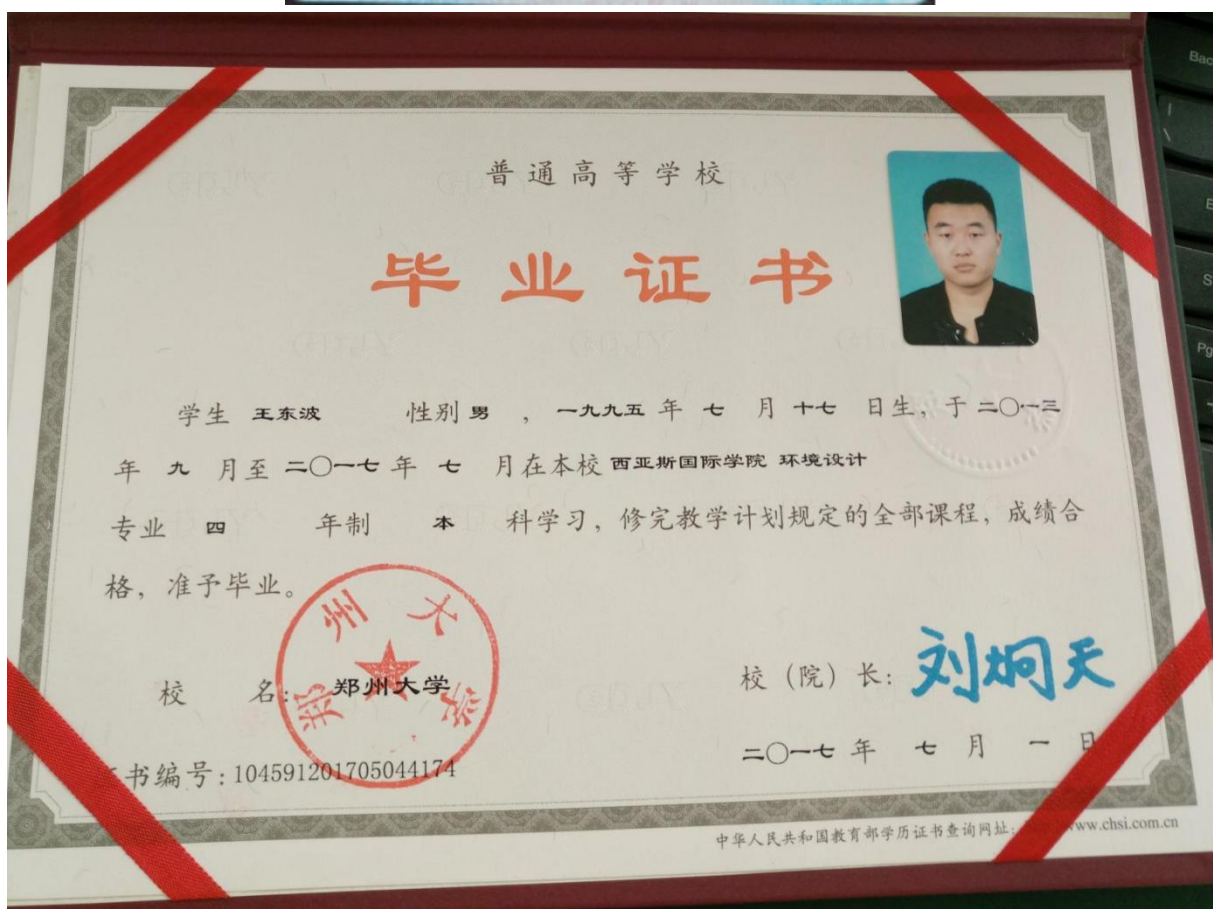 普通高等学校
毕业证书
学生 王东波 性别 男 , 一九九五 年 七 月 十七 日生, 于 二〇一三
年 九 月至 二〇一七 年 七 月在本校 西亚斯国际学院 环境设计
专业 四 年制 本 科学习, 修完教学计划规定的全部课程, 成绩合
格, 准予毕业。
郑州大学
校 名: 郑州大学
校 (院) 长: 刘炯天
二〇一七 年 七 月 一 日
书编号: 104591201705044174
中华人民共和国教育部学历证书查询网址: www.chsi.com.cn